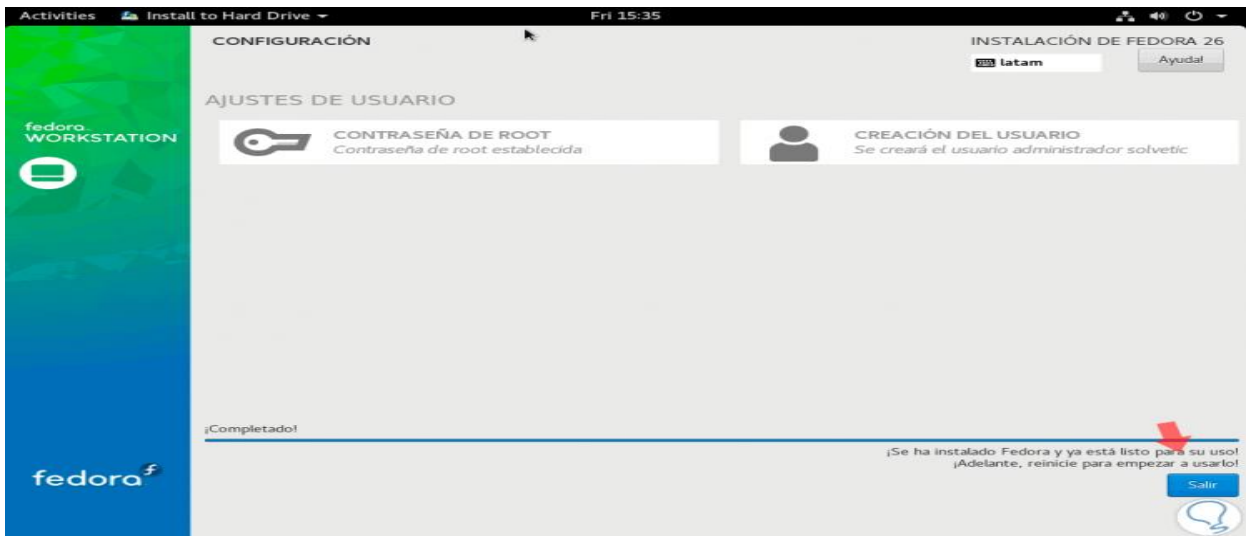 Activities Install to Hard Drive Fri 15:35
CONFIGURACIÓN
INSTALACIÓN DE FEDORA 26
latam
Ayuda!
AJUSTES DE USUARIO
fedora
WORKSTATION
CONTRASEÑA DE ROOT
Contraseña de root establecida
CREACIÓN DEL USUARIO
Se creará el usuario administrador solvetic
¡Completado!
¡Se ha instalado Fedora y ya está listo para su uso!
¡Adelante, reinicie para empezar a usarlo!
fedora
Salir